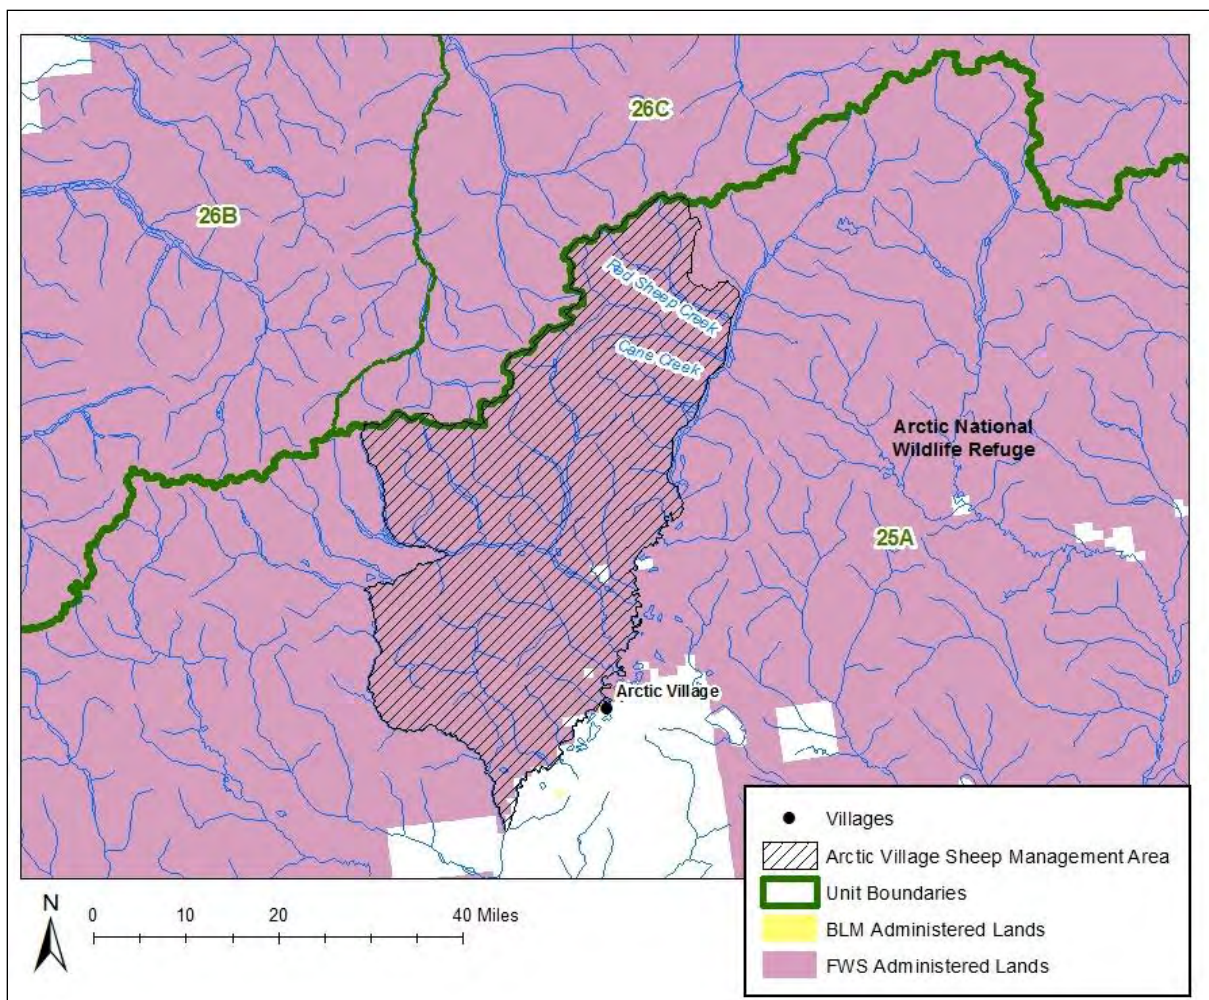 26C
26B
Red Sheep Creek
Cane Creek
Arctic National
Wildlife Refuge
25A
Arctic Village
Villages
Arctic Village Sheep Management Area
Unit Boundaries
BLM Administered Lands
FWS Administered Lands
N
0 10 20 40 Miles